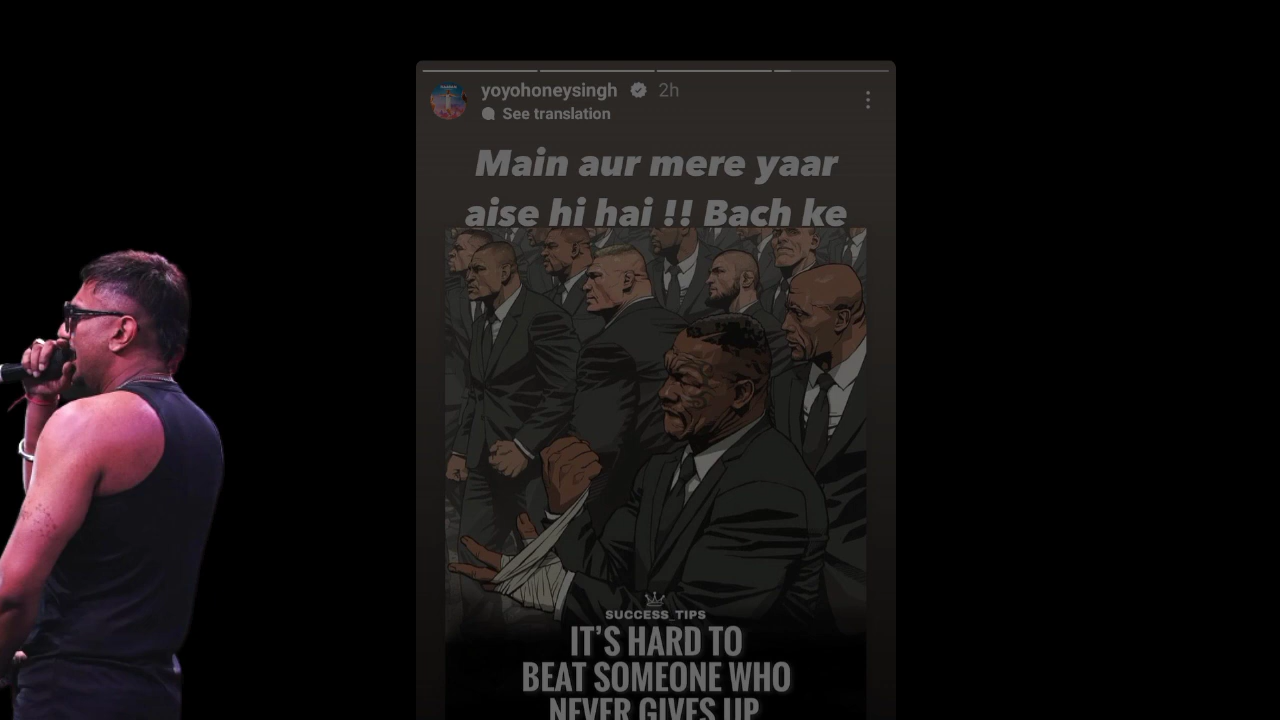 yoyohoneysingh 2h
See translation
Main aur mere yaar
aise hi hai !! Bach ke
SUCCESS_TIPS
IT'S HARD TO
BEAT SOMEONE WHO
NEVER GIVES UP